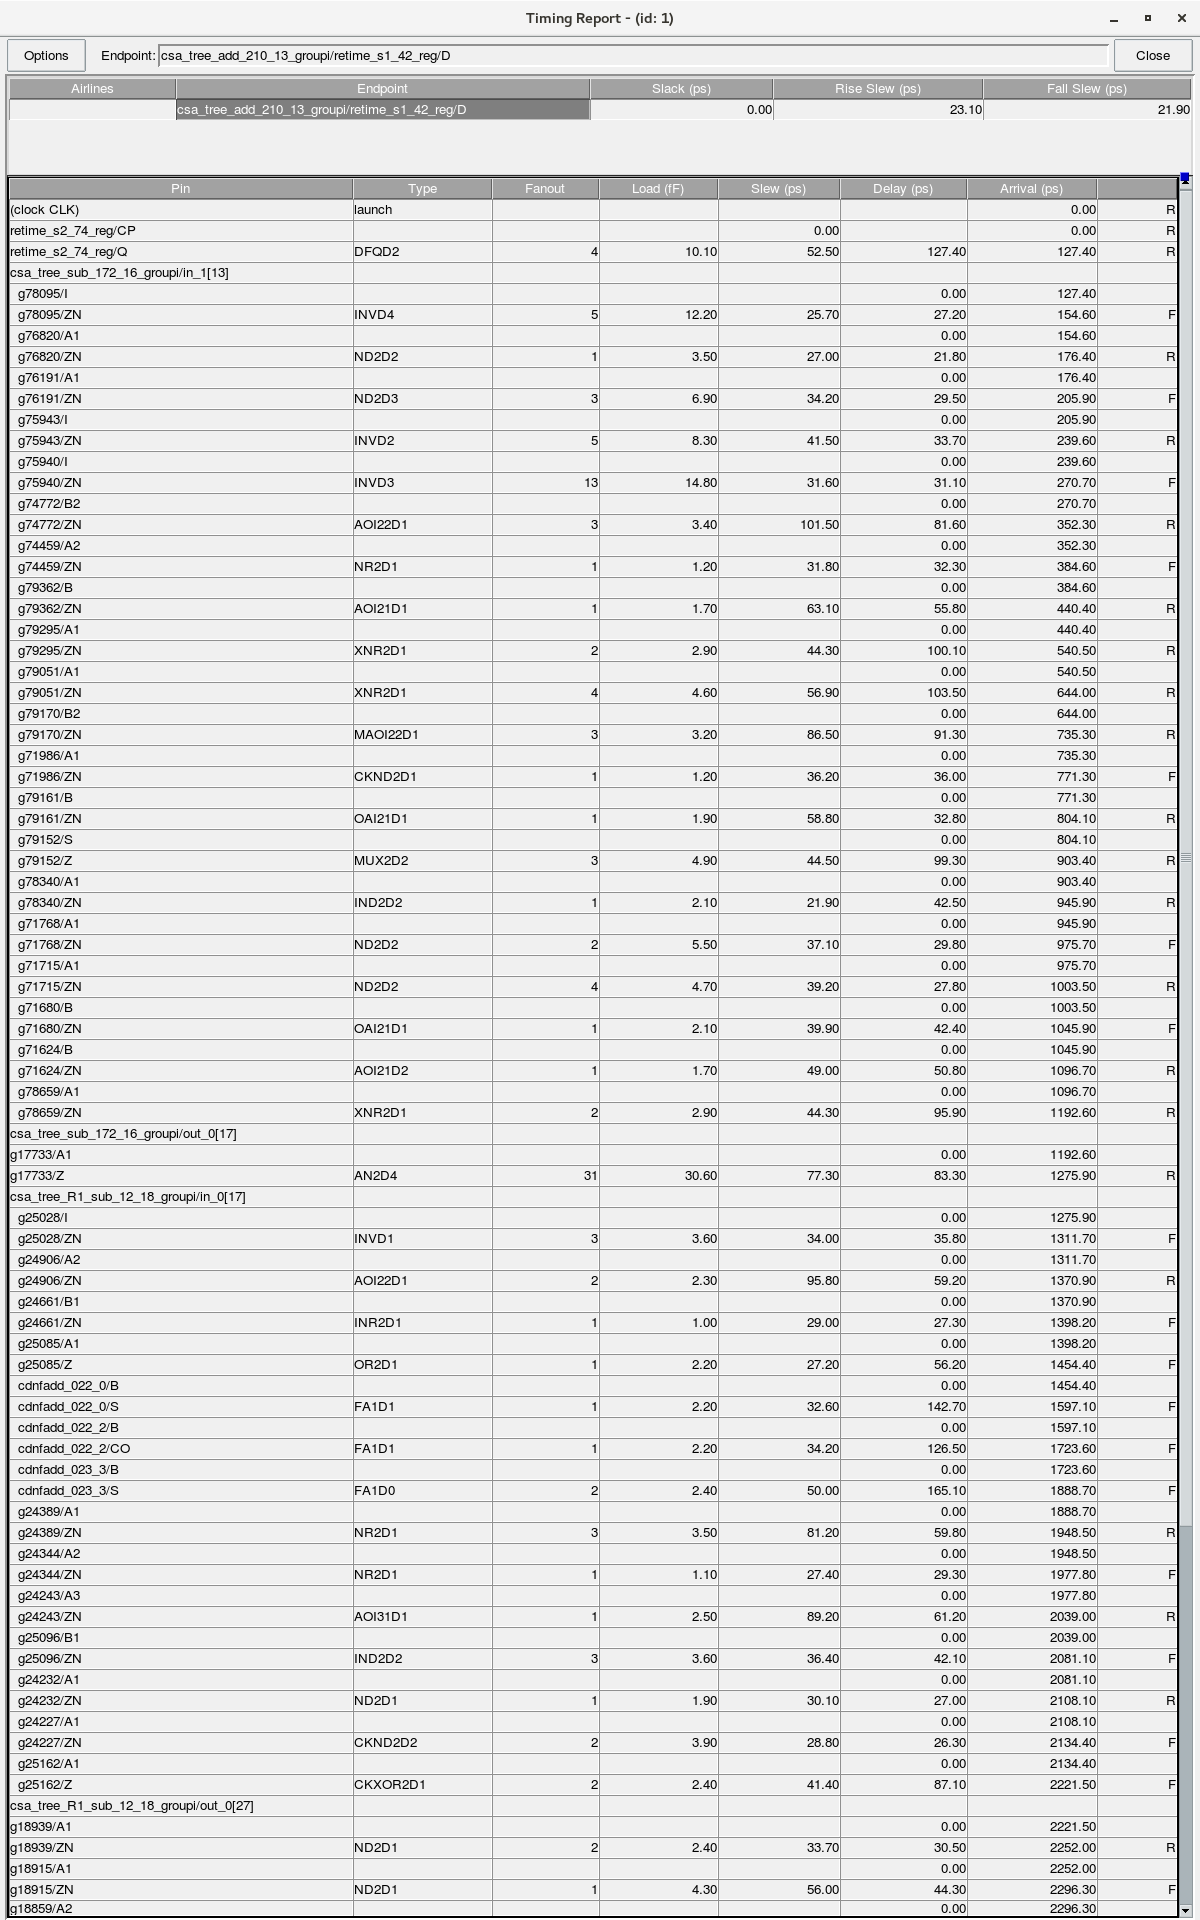 Timing Report - (id: 1)
Options Endpoint: csa_tree_add_210_13_groupi/retime_s1_42_reg/D Close
Airlines Endpoint Slack (ps) Rise Slew (ps) Fall Slew (ps)
csa_tree_add_210_13_groupi/retime_s1_42_reg/D 0.00 23.10 21.90
Pin Type Fanout Load (fF) Slew (ps) Delay (ps) Arrival (ps)
(clock CLK) launch 0.00 R
retime_s2_74_reg/CP 0.00 0.00 R
retime_s2_74_reg/Q DFQD2 4 10.10 52.50 127.40 127.40 R
csa_tree_sub_172_16_groupi/in_1[13]
g78095/I 0.00 127.40
g78095/ZN INVD4 5 12.20 25.70 27.20 154.60 F
g76820/A1 0.00 154.60
g76820/ZN ND2D2 1 3.50 27.00 21.80 176.40 R
g76191/A1 0.00 176.40
g76191/ZN ND2D3 3 6.90 34.20 29.50 205.90 F
g75943/I 0.00 205.90
g75943/ZN INVD2 5 8.30 41.50 33.70 239.60 R
g75940/I 0.00 239.60
g75940/ZN INVD3 13 14.80 31.60 31.10 270.70 F
g74772/B2 0.00 270.70
g74772/ZN AOI22D1 3 3.40 101.50 81.60 352.30 R
g74459/A2 0.00 352.30
g74459/ZN NR2D1 1 1.20 31.80 32.30 384.60 F
g79362/B 0.00 384.60
g79362/ZN AOI21D1 1 1.70 63.10 55.80 440.40 R
g79295/A1 0.00 440.40
g79295/ZN XNR2D1 2 2.90 44.30 100.10 540.50 R
g79051/A1 0.00 540.50
g79051/ZN XNR2D1 4 4.60 56.90 103.50 644.00 R
g79170/B2 0.00 644.00
g79170/ZN MAOI22D1 3 3.20 86.50 91.30 735.30 R
g71986/A1 0.00 735.30
g71986/ZN CKND2D1 1 1.20 36.20 36.00 771.30 F
g79161/B 0.00 771.30
g79161/ZN OAI21D1 1 1.90 58.80 32.80 804.10 R
g79152/S 0.00 804.10
g79152/Z MUX2D2 3 4.90 44.50 99.30 903.40 R
g78340/A1 0.00 903.40
g78340/ZN IND2D2 1 2.10 21.90 42.50 945.90 R
g71768/A1 0.00 945.90
g71768/ZN ND2D2 2 5.50 37.10 29.80 975.70 F
g71715/A1 0.00 975.70
g71715/ZN ND2D2 4 4.70 39.20 27.80 1003.50 R
g71680/B 0.00 1003.50
g71680/ZN OAI21D1 1 2.10 39.90 42.40 1045.90 F
g71624/B 0.00 1045.90
g71624/ZN AOI21D2 1 1.70 49.00 50.80 1096.70 R
g78659/A1 0.00 1096.70
g78659/ZN XNR2D1 2 2.90 44.30 95.90 1192.60 R
csa_tree_sub_172_16_groupi/out_0[17]
g17733/A1 0.00 1192.60
g17733/Z AN2D4 31 30.60 77.30 83.30 1275.90 R
csa_tree_R1_sub_12_18_groupi/in_0[17]
g25028/I 0.00 1275.90
g25028/ZN INVD1 3 3.60 34.00 35.80 1311.70 F
g24906/A2 0.00 1311.70
g24906/ZN AOI22D1 2 2.30 95.80 59.20 1370.90 R
g24661/B1 0.00 1370.90
g24661/ZN INR2D1 1 1.00 29.00 27.30 1398.20 F
g25085/A1 0.00 1398.20
g25085/Z OR2D1 1 2.20 27.20 56.20 1454.40 F
cdnfadd_022_0/B 0.00 1454.40
cdnfadd_022_0/S FA1D1 1 2.20 32.60 142.70 1597.10 F
cdnfadd_022_2/B 0.00 1597.10
cdnfadd_022_2/CO FA1D1 1 2.20 34.20 126.50 1723.60 F
cdnfadd_023_3/B 0.00 1723.60
cdnfadd_023_3/S FA1D0 2 2.40 50.00 165.10 1888.70 F
g24389/A1 0.00 1888.70
g24389/ZN NR2D1 3 3.50 81.20 59.80 1948.50 R
g24344/A2 0.00 1948.50
g24344/ZN NR2D1 1 1.10 27.40 29.30 1977.80 F
g24243/A3 0.00 1977.80
g24243/ZN AOI31D1 1 2.50 89.20 61.20 2039.00 R
g25096/B1 0.00 2039.00
g25096/ZN IND2D2 3 3.60 36.40 42.10 2081.10 F
g24232/A1 0.00 2081.10
g24232/ZN ND2D1 1 1.90 30.10 27.00 2108.10 R
g24227/A1 0.00 2108.10
g24227/ZN CKND2D2 2 3.90 28.80 26.30 2134.40 F
g25162/A1 0.00 2134.40
g25162/Z CKXOR2D1 2 2.40 41.40 87.10 2221.50 F
csa_tree_R1_sub_12_18_groupi/out_0[27]
g18939/A1 0.00 2221.50
g18939/ZN ND2D1 2 2.40 33.70 30.50 2252.00 R
g18915/A1 0.00 2252.00
g18915/ZN ND2D1 1 4.30 56.00 44.30 2296.30 F
g18859/A2 0.00 2296.30